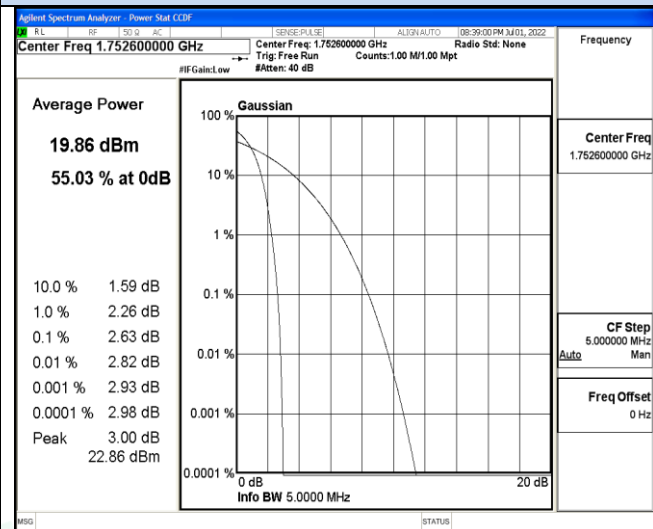 Agilent Spectrum Analyzer - Power Stat CCDF
RL RF 50 Ω AC SENSE:PULSE ALIGN AUTO 08:39:00 PM Jul 01, 2022
Center Freq 1.752600000 GHz
Center Freq: 1.752600000 GHz Radio Std: None
Trig: Free Run Counts:1.00 M/1.00 Mpt
#IFGain:Low #Atten: 40 dB
Frequency
Average Power
19.86 dBm
55.03 % at 0dB
10.0 % 1.59 dB
1.0 % 2.26 dB
0.1 % 2.63 dB
0.01 % 2.82 dB
0.001 % 2.93 dB
0.0001 % 2.98 dB
Peak 3.00 dB
22.86 dBm
Gaussian
100 %
10 %
1 %
0.1 %
0.01 %
0.001 %
0.0001 %
0 dB 20 dB
Info BW 5.0000 MHz
Center Freq
1.752600000 GHz
CF Step
5.000000 MHz
Auto Man
Freq Offset
0 Hz
MSG STATUS